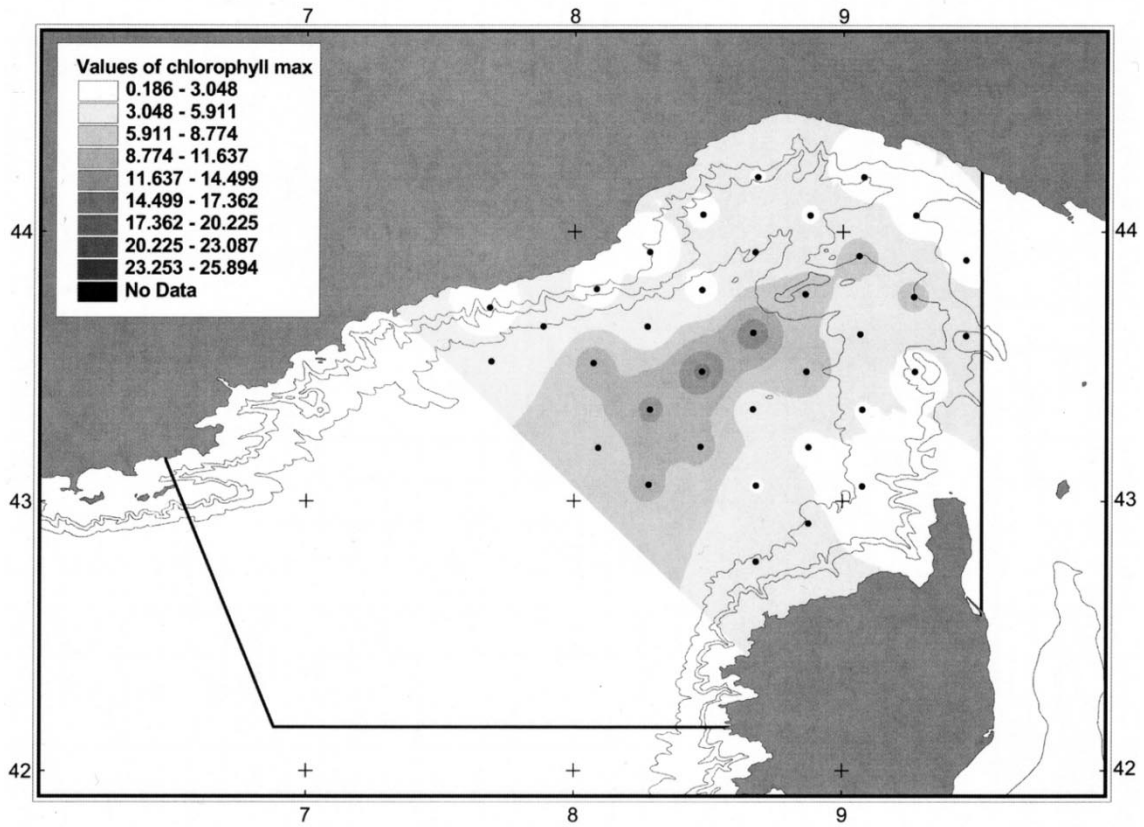 7 8 9
Values of chlorophyll max
0.186 - 3.048
3.048 - 5.911
5.911 - 8.774
8.774 - 11.637
11.637 - 14.499
14.499 - 17.362
17.362 - 20.225
20.225 - 23.087
23.253 - 25.894
No Data
44 44
43 43
42 42
7 8 9